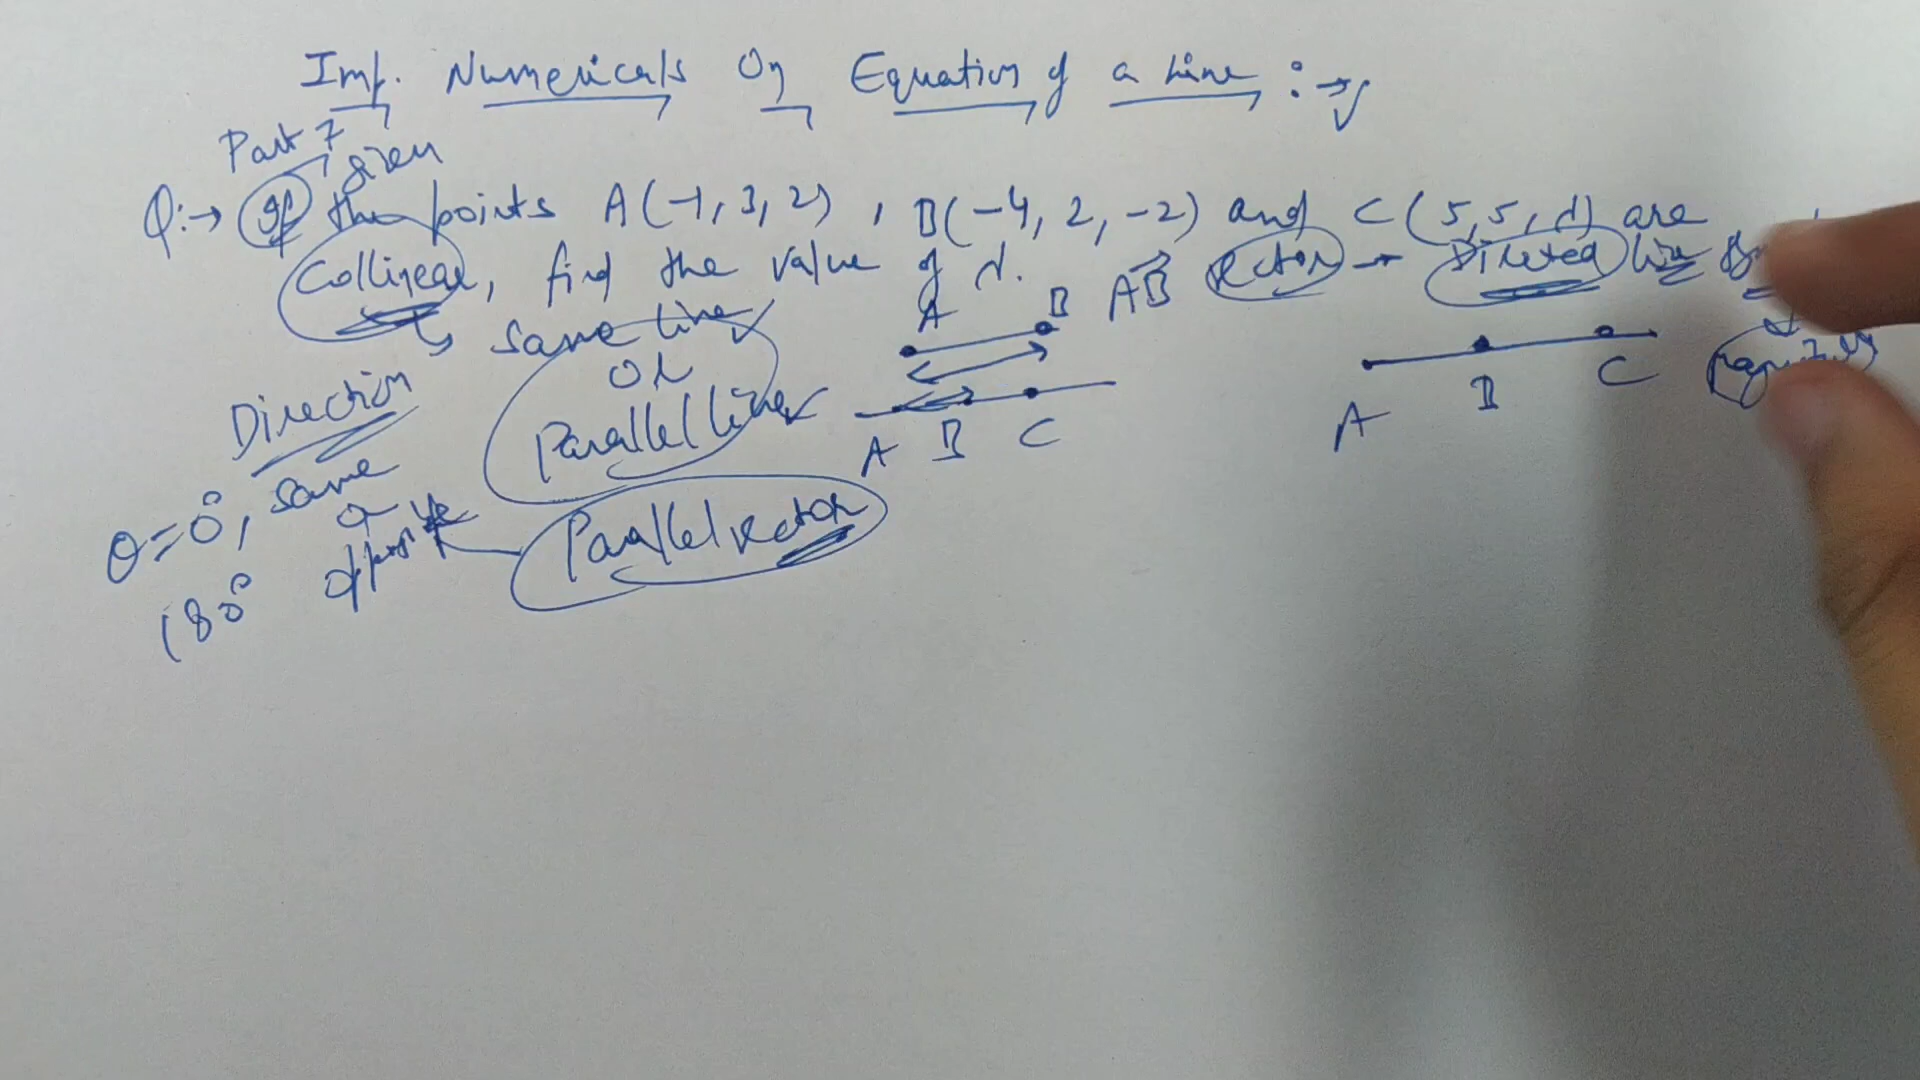 Imp. Numericals On Equation of a Line :→
Part 7
given
Q:→ If the points A(-1, 3, 2) , B(-4, 2, -2) and C(5, 5, λ) are
Collinear, find the value of λ.
AB Vector → Directed line
same line
or
Parallel line
Parallel vector
Direction
θ=0°, same
or
180° opposite
A B
A B C
A B C